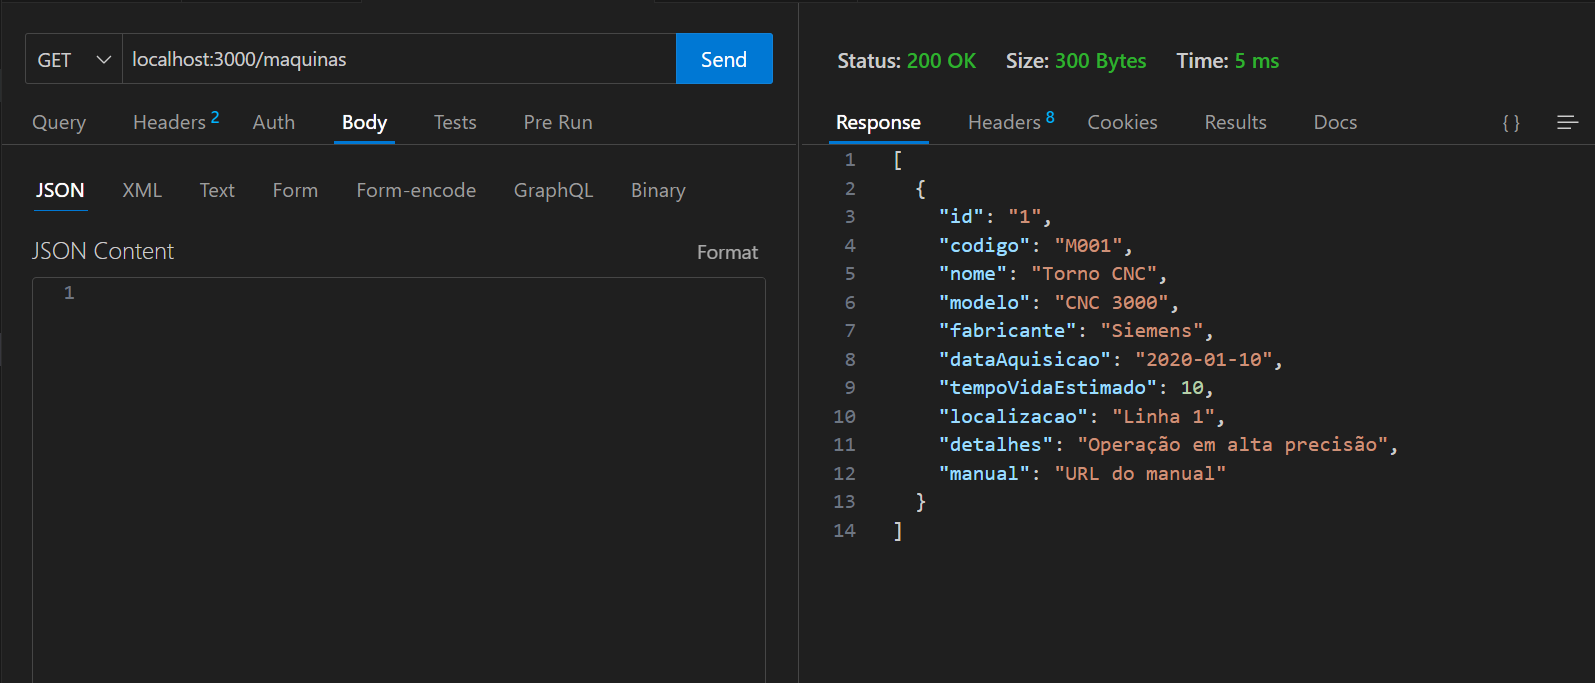 GET localhost:3000/maquinas Send
Query Headers 2 Auth Body Tests Pre Run
JSON XML Text Form Form-encode GraphQL Binary
JSON Content Format
1
Status: 200 OK Size: 300 Bytes Time: 5 ms
Response Headers 8 Cookies Results Docs { }
1 [
2 {
3 "id": "1",
4 "codigo": "M001",
5 "nome": "Torno CNC",
6 "modelo": "CNC 3000",
7 "fabricante": "Siemens",
8 "dataAquisicao": "2020-01-10",
9 "tempoVidaEstimado": 10,
10 "localizacao": "Linha 1",
11 "detalhes": "Operação em alta precisão",
12 "manual": "URL do manual"
13 }
14 ]